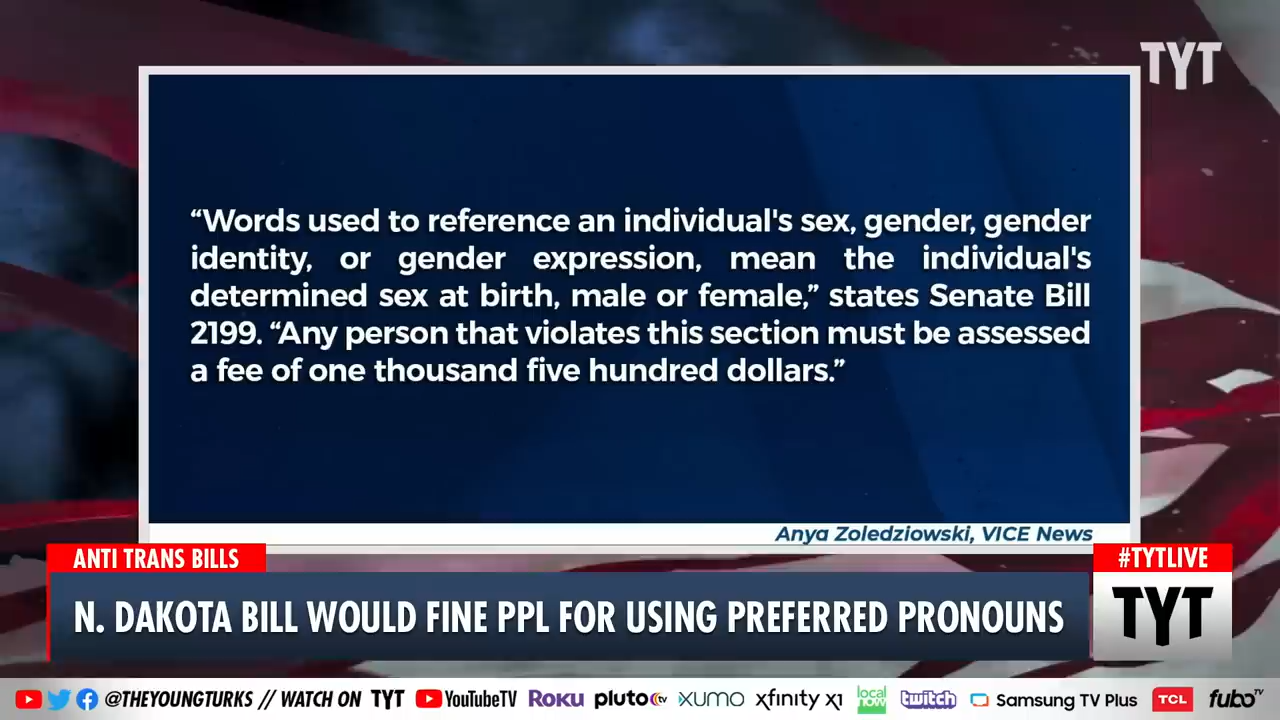 TYT
“Words used to reference an individual's sex, gender, gender
identity, or gender expression, mean the individual's
determined sex at birth, male or female,” states Senate Bill
2199. “Any person that violates this section must be assessed
a fee of one thousand five hundred dollars.”
Anya Zoledziowski, VICE News
ANTI TRANS BILLS
#TYTLIVE
N. DAKOTA BILL WOULD FINE PPL FOR USING PREFERRED PRONOUNS
TYT
@THEYOUNGTURKS // WATCH ON TYT YouTubeTV ROKU pluto tv XUMO xfinity X1 local now twitch Samsung TV Plus TCL fubo TV